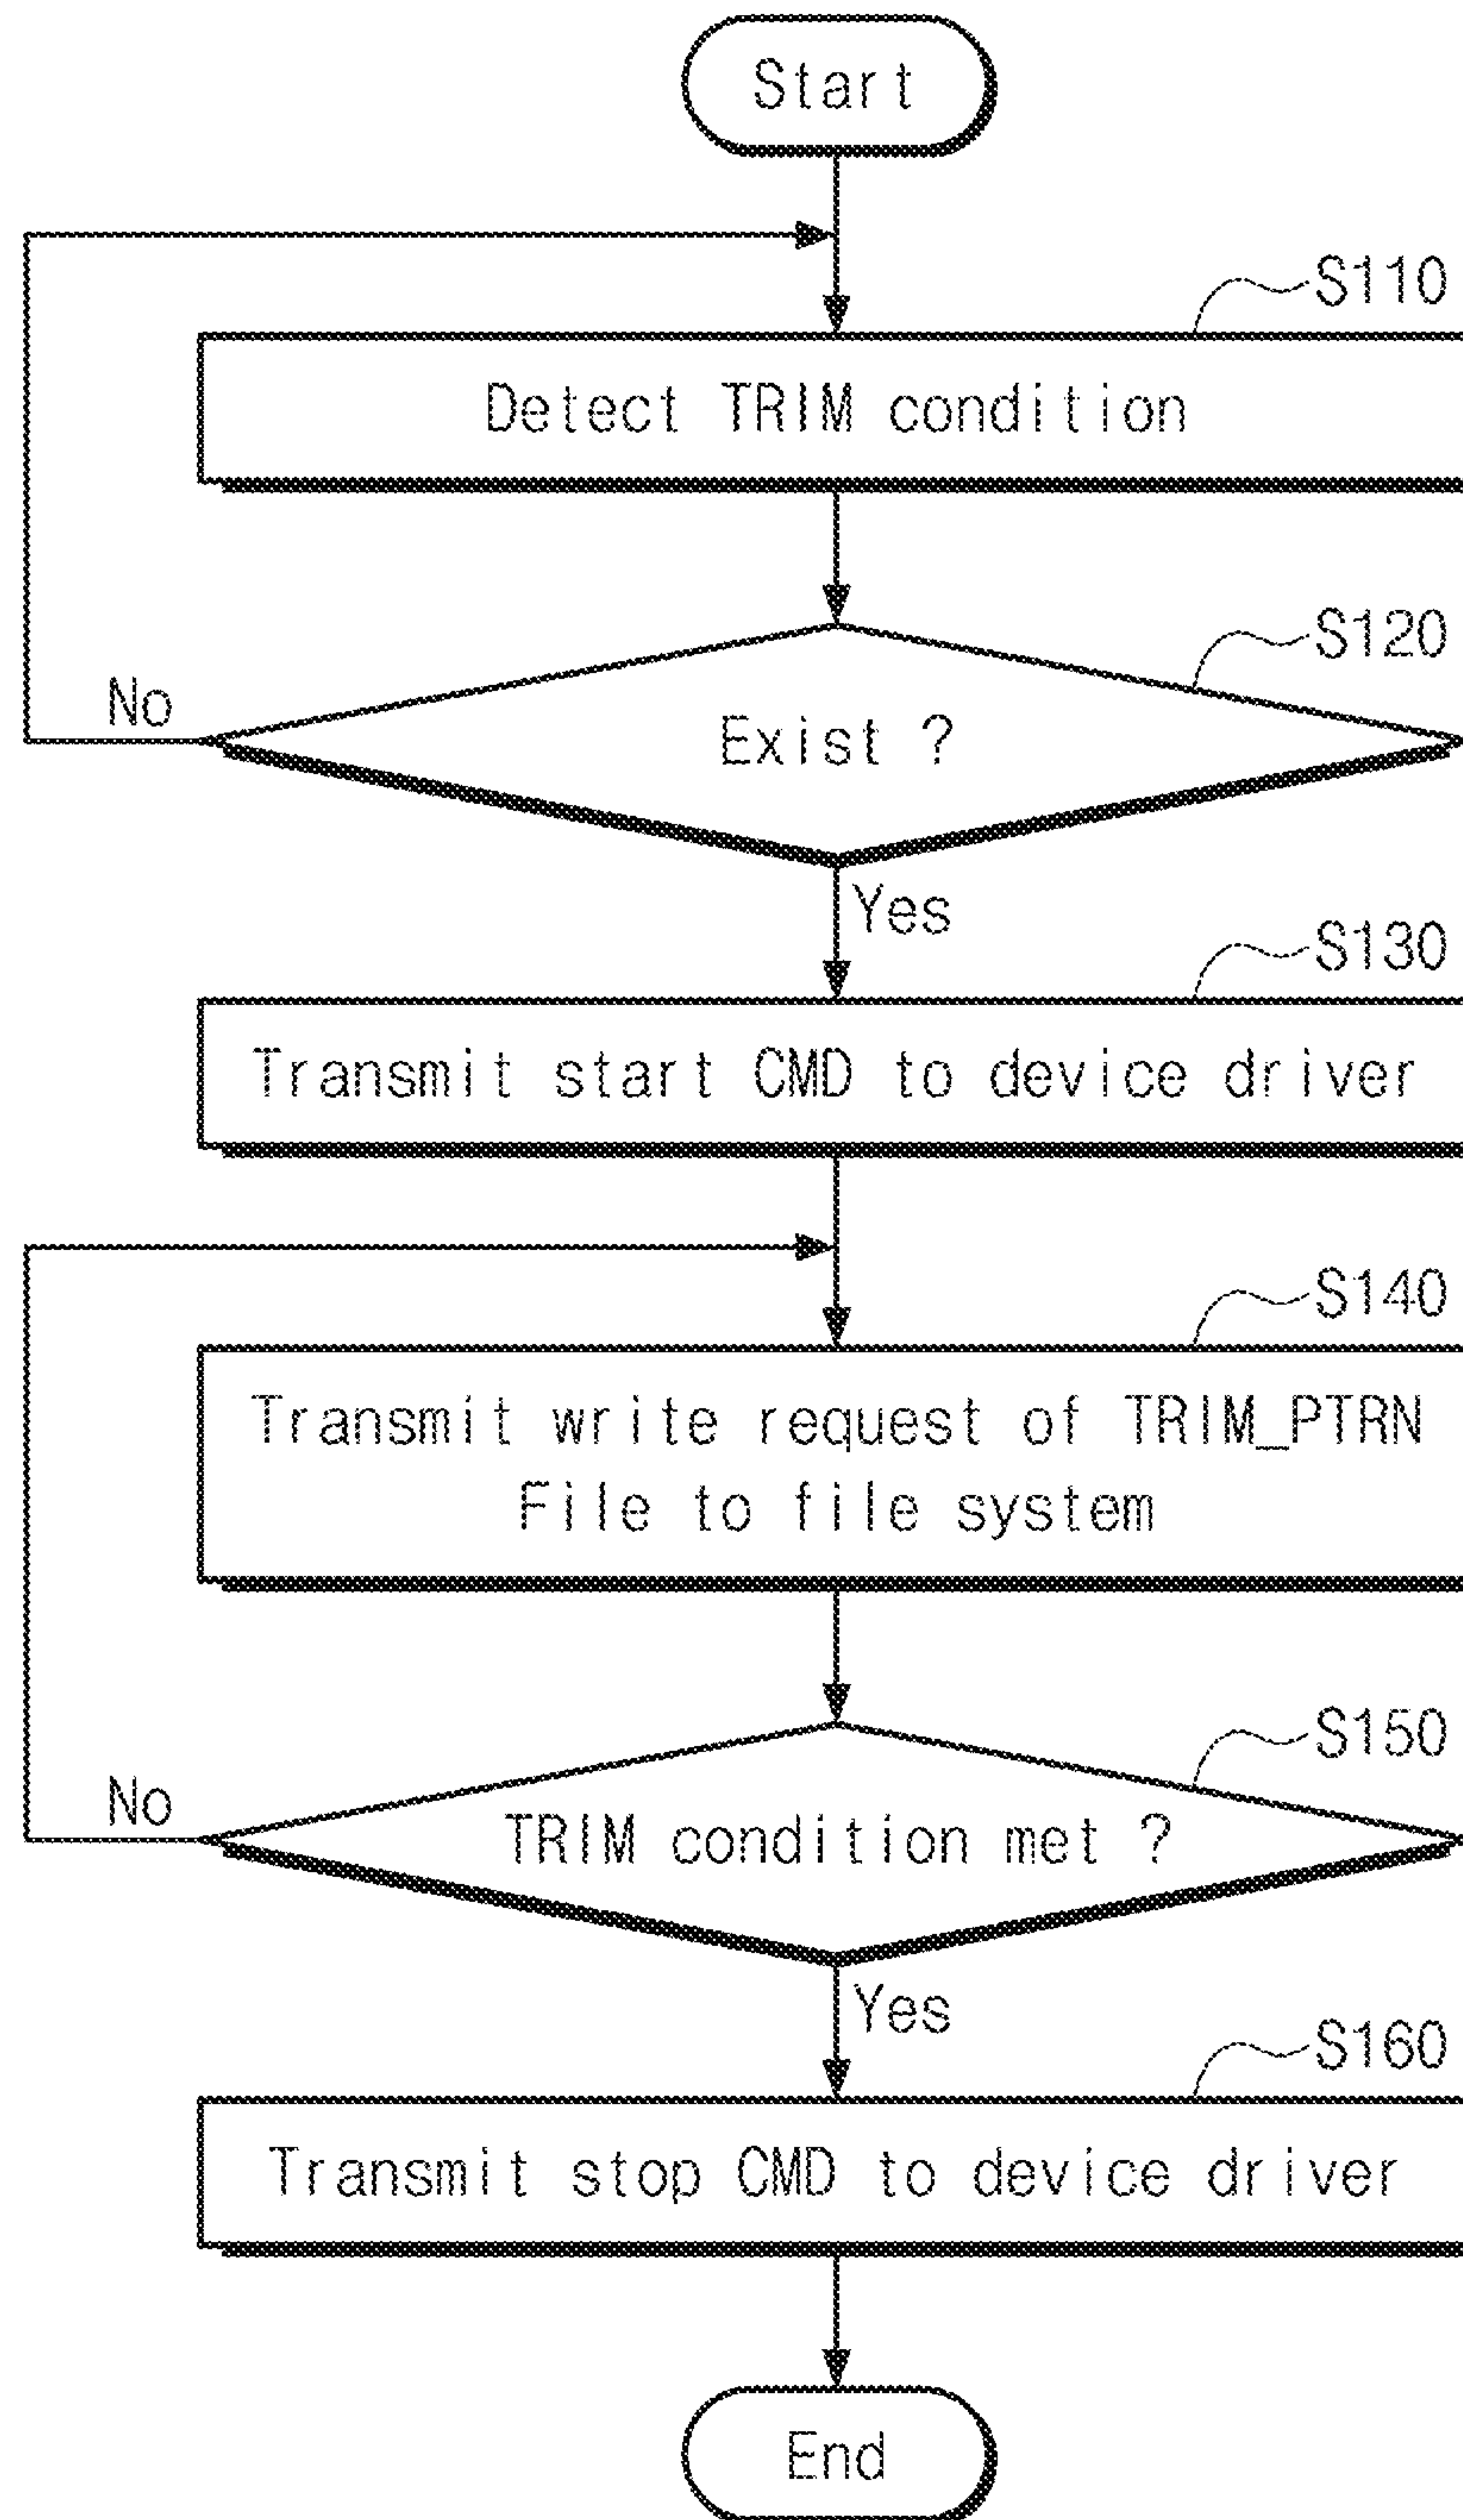 Start
S110
Detect TRIM condition
S120
No
Exist ?
Yes
S130
Transmit start CMD to device driver
S140
Transmit write request of TRIM_PTRN
File to file system
S150
No
TRIM condition met ?
Yes
S160
Transmit stop CMD to device driver
End